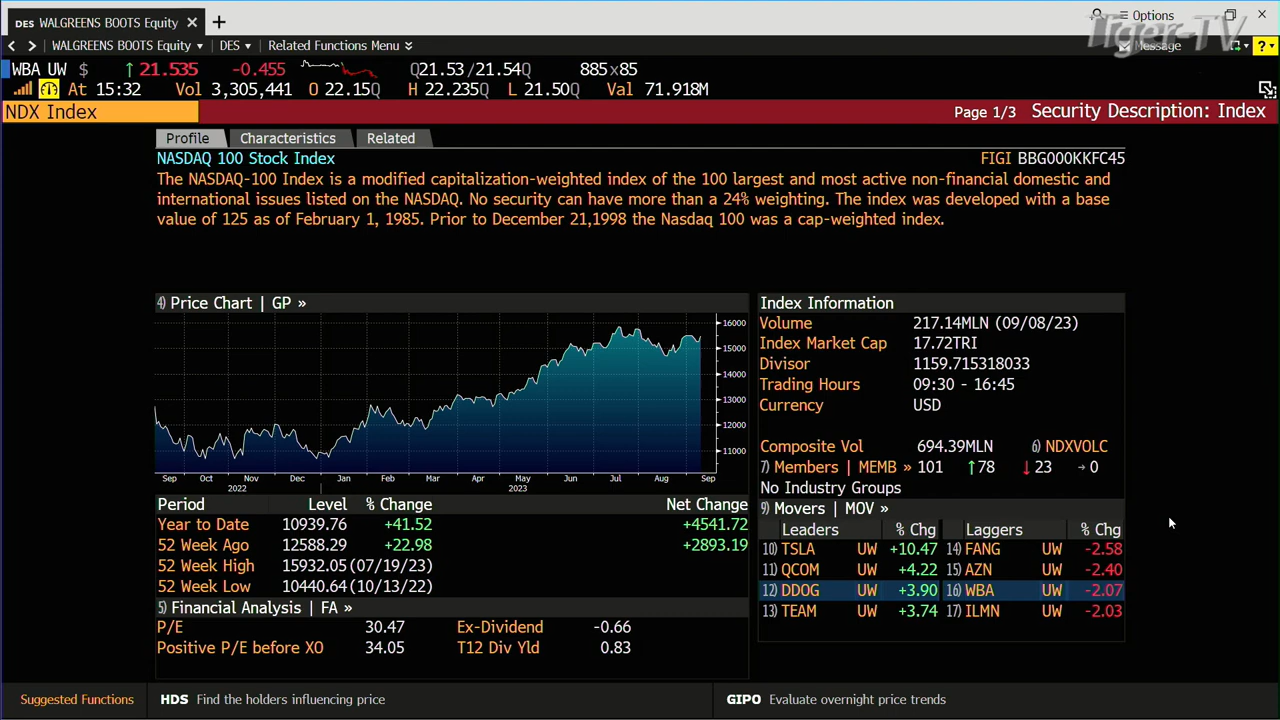 DES WALGREENS BOOTS Equity × +
Options
Tiger-TV
< > WALGREENS BOOTS Equity ▾ DES ▾ Related Functions Menu
Message
?
WBA UW $ ↑ 21.535 -0.455 Q21.53 / 21.54Q 885 x 85
At 15:32 Vol 3,305,441 O 22.15Q H 22.235Q L 21.50Q Val 71.918M
NDX Index
Page 1/3 Security Description: Index
Profile Characteristics Related
NASDAQ 100 Stock Index
FIGI BBG000KKFC45
The NASDAQ-100 Index is a modified capitalization-weighted index of the 100 largest and most active non-financial domestic and
international issues listed on the NASDAQ. No security can have more than a 24% weighting. The index was developed with a base
value of 125 as of February 1, 1985. Prior to December 21,1998 the Nasdaq 100 was a cap-weighted index.
4) Price Chart | GP »
16000
15000
14000
13000
12000
11000
Sep Oct Nov Dec Jan Feb Mar Apr May Jun Jul Aug Sep
2022 2023
Index Information
Volume 217.14MLN (09/08/23)
Index Market Cap 17.72TRI
Divisor 1159.715318033
Trading Hours 09:30 - 16:45
Currency USD
Composite Vol 694.39MLN 6) NDXVOLC
7) Members | MEMB » 101 ↑78 ↓23 →0
No Industry Groups
9) Movers | MOV »
Leaders % Chg Laggers % Chg
10) TSLA UW +10.47 14) FANG UW -2.58
11) QCOM UW +4.22 15) AZN UW -2.40
12) DDOG UW +3.90 16) WBA UW -2.07
13) TEAM UW +3.74 17) ILMN UW -2.03
Period Level % Change Net Change
Year to Date 10939.76 +41.52 +4541.72
52 Week Ago 12588.29 +22.98 +2893.19
52 Week High 15932.05 (07/19/23)
52 Week Low 10440.64 (10/13/22)
5) Financial Analysis | FA »
P/E 30.47 Ex-Dividend -0.66
Positive P/E before XO 34.05 T12 Div Yld 0.83
Suggested Functions HDS Find the holders influencing price GIPO Evaluate overnight price trends